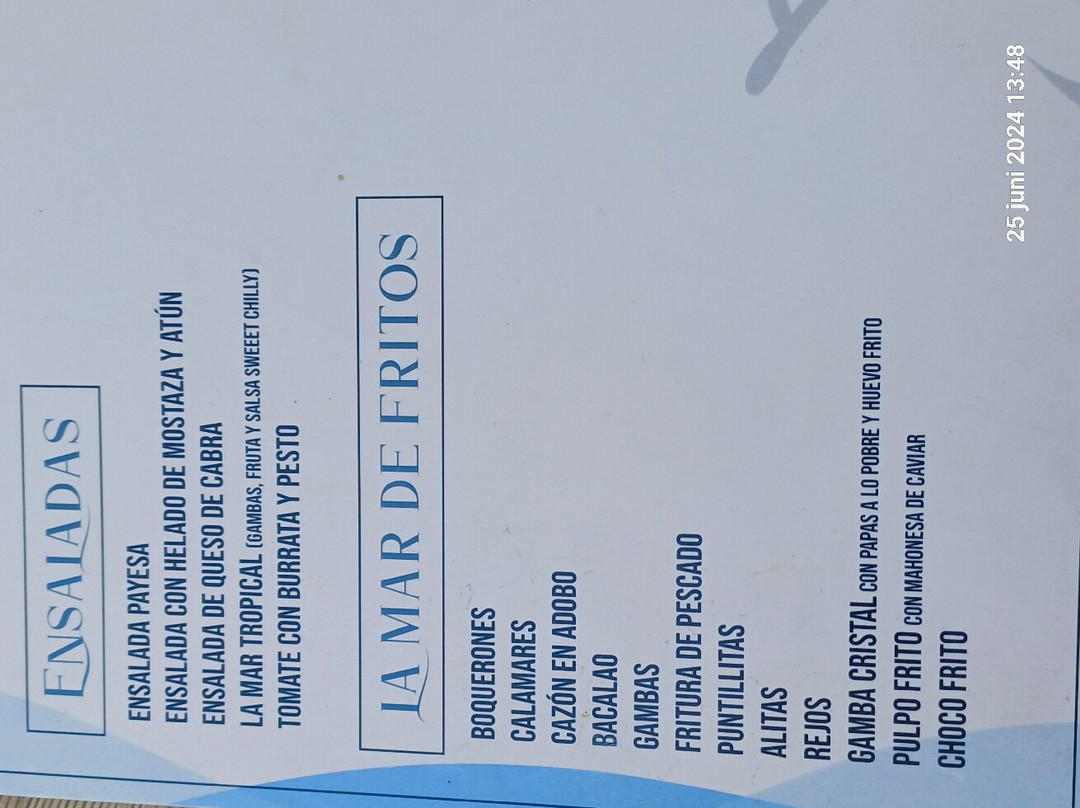 ENSALADAS
ENSALADA PAYESA
ENSALADA CON HELADO DE MOSTAZA Y ATÚN
ENSALADA DE QUESO DE CABRA
LA MAR TROPICAL (GAMBAS, FRUTA Y SALSA SWEEET CHILLY)
TOMATE CON BURRATA Y PESTO
LA MAR DE FRITOS
BOQUERONES
CALAMARES
CAZÓN EN ADOBO
BACALAO
GAMBAS
FRITURA DE PESCADO
PUNTILLITAS
ALITAS
REJOS
GAMBA CRISTAL CON PAPAS A LO POBRE Y HUEVO FRITO
PULPO FRITO CON MAHONESA DE CAVIAR
CHOCO FRITO
25 juni 2024 13:48